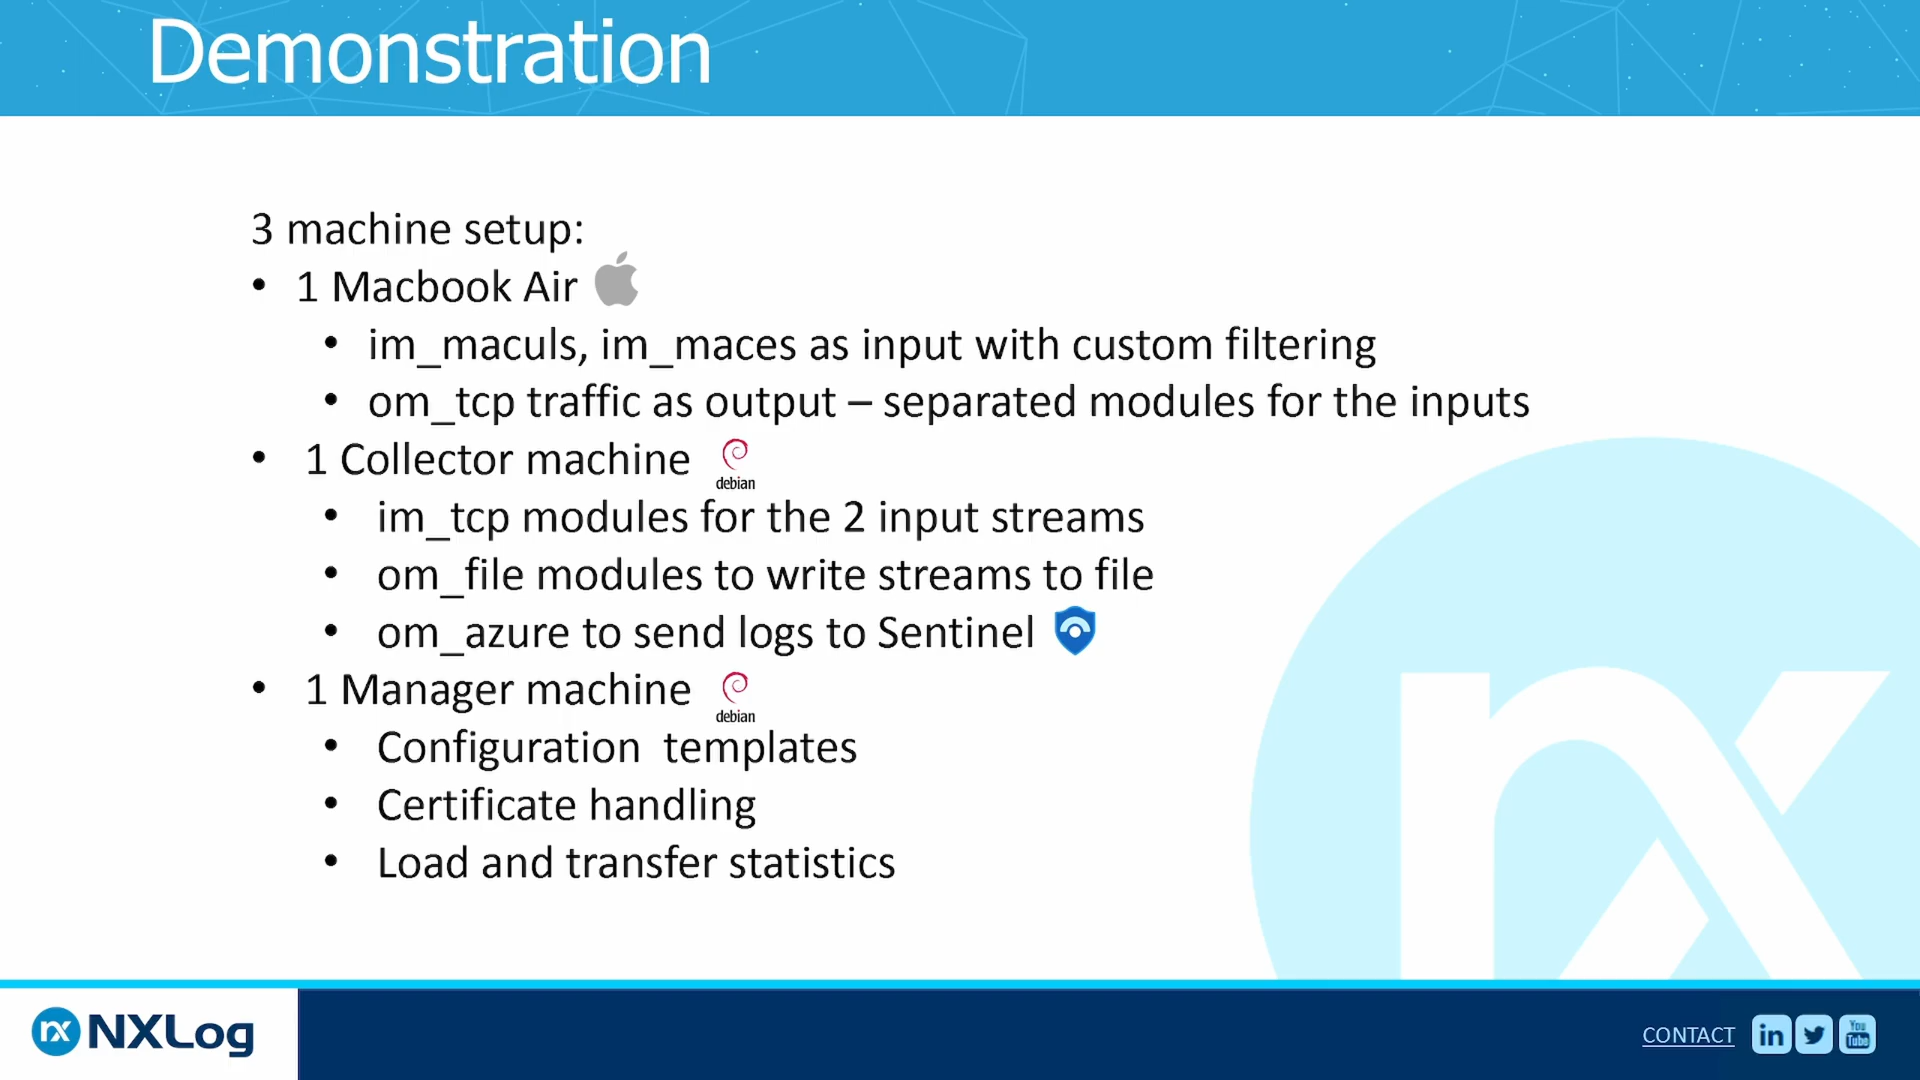 Demonstration
3 machine setup:
• 1 Macbook Air
• im_maculs, im_maces as input with custom filtering
• om_tcp traffic as output – separated modules for the inputs
• 1 Collector machine
debian
• im_tcp modules for the 2 input streams
• om_file modules to write streams to file
• om_azure to send logs to Sentinel
• 1 Manager machine
debian
• Configuration  templates
• Certificate handling
• Load and transfer statistics
nx
nx NXLog
CONTACT
in
You
Tube